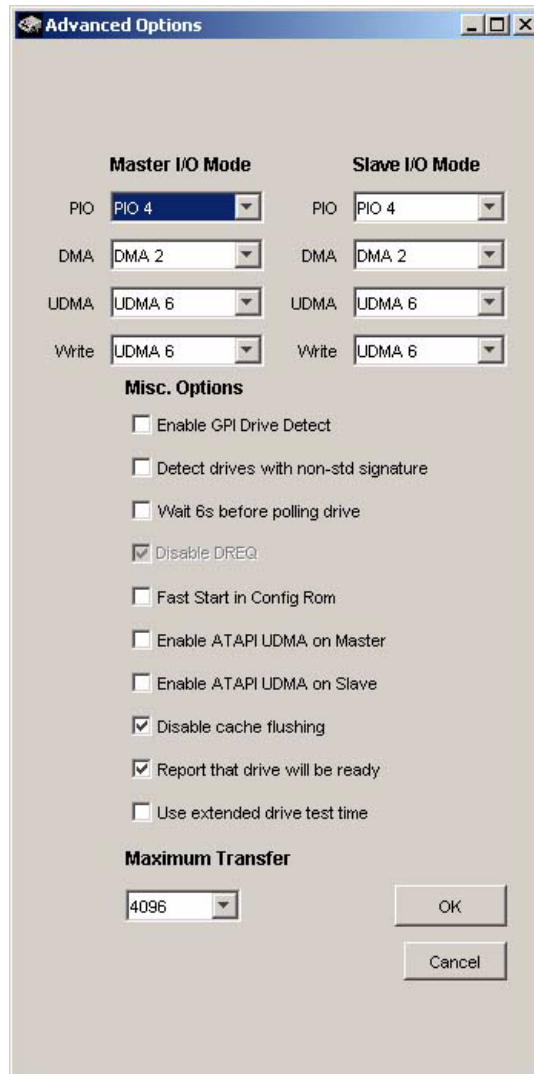 Advanced Options
Master I/O Mode Slave I/O Mode
PIO PIO 4 PIO PIO 4
DMA DMA 2 DMA DMA 2
UDMA UDMA 6 UDMA UDMA 6
Write UDMA 6 Write UDMA 6
Misc. Options
Enable GPI Drive Detect
Detect drives with non-std signature
Wait 6s before polling drive
Disable DREQ
Fast Start in Config Rom
Enable ATAPI UDMA on Master
Enable ATAPI UDMA on Slave
Disable cache flushing
Report that drive will be ready
Use extended drive test time
Maximum Transfer
4096 OK
Cancel